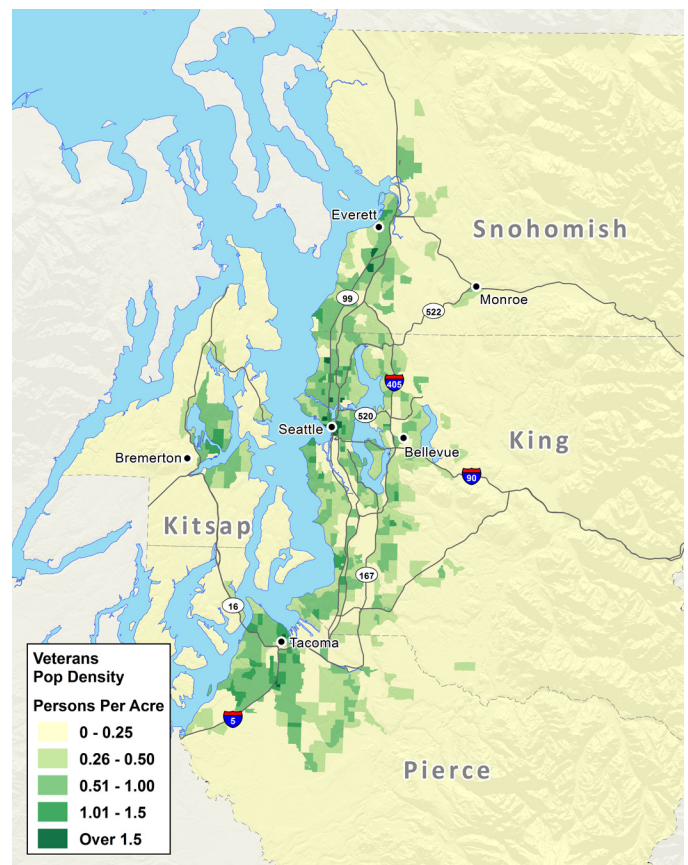 Everett
Snohomish
99
Monroe
522
405
520
Seattle
King
Bellevue
Bremerton
90
Kitsap
167
16
Tacoma
5
Pierce
Veterans
Pop Density
Persons Per Acre
0 - 0.25
0.26 - 0.50
0.51 - 1.00
1.01 - 1.5
Over 1.5